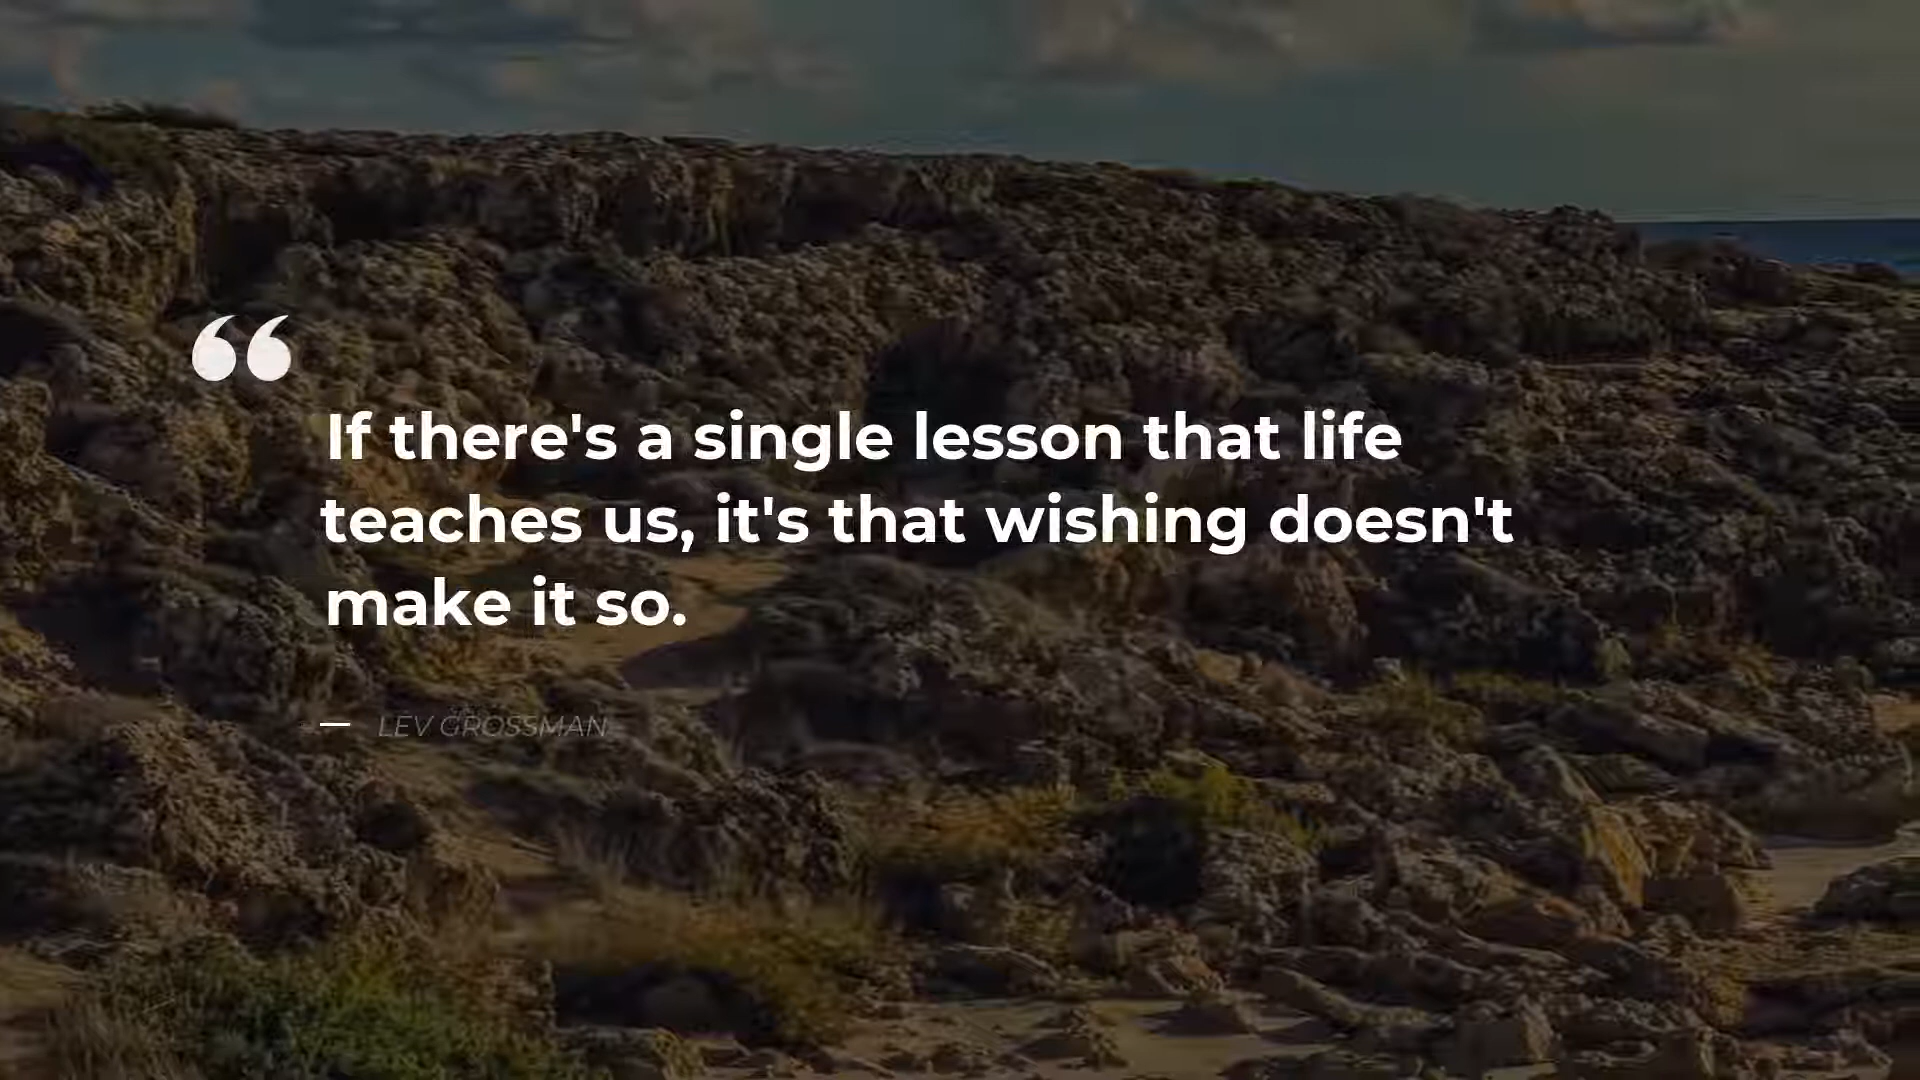 “
If there's a single lesson that life
teaches us, it's that wishing doesn't
make it so.
— LEV GROSSMAN